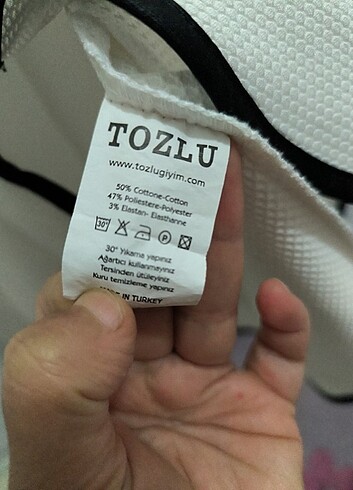 TOZLU
www.tozlugiyim.com
50% Cottone-Cotton
47% Poliestere-Polyester
3% Elastan- Elasthanne
30° P
30° Yıkama yapınız
Ağartıcı kullanmayınız
Tersinden ütüleyiniz
Kuru temizleme yapınız
IN TURKEY